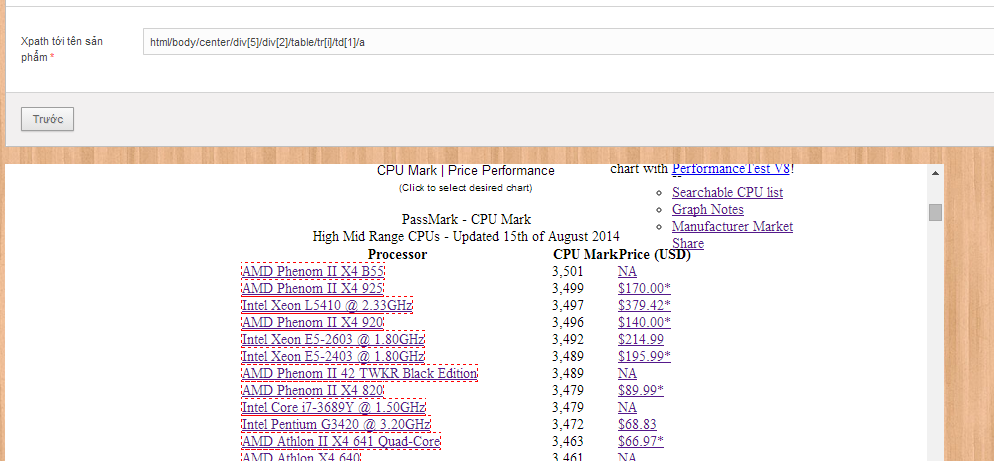 Xpath tới tên sản phẩm *
html/body/center/div[5]/div[2]/table/tr[i]/td[1]/a
Trước
CPU Mark | Price Performance
(Click to select desired chart)
chart with PerformanceTest V8!
Searchable CPU list
Graph Notes
Manufacturer Market
Share
PassMark - CPU Mark
High Mid Range CPUs - Updated 15th of August 2014
Processor CPU Mark Price (USD)
AMD Phenom II X4 B55 3,501 NA
AMD Phenom II X4 925 3,499 $170.00*
Intel Xeon L5410 @ 2.33GHz 3,497 $379.42*
AMD Phenom II X4 920 3,496 $140.00*
Intel Xeon E5-2603 @ 1.80GHz 3,492 $214.99
Intel Xeon E5-2403 @ 1.80GHz 3,489 $195.99*
AMD Phenom II 42 TWKR Black Edition 3,489 NA
AMD Phenom II X4 820 3,479 $89.99*
Intel Core i7-3689Y @ 1.50GHz 3,479 NA
Intel Pentium G3420 @ 3.20GHz 3,472 $68.83
AMD Athlon II X4 641 Quad-Core 3,463 $66.97*
AMD Athlon X4 640 3,461 NA